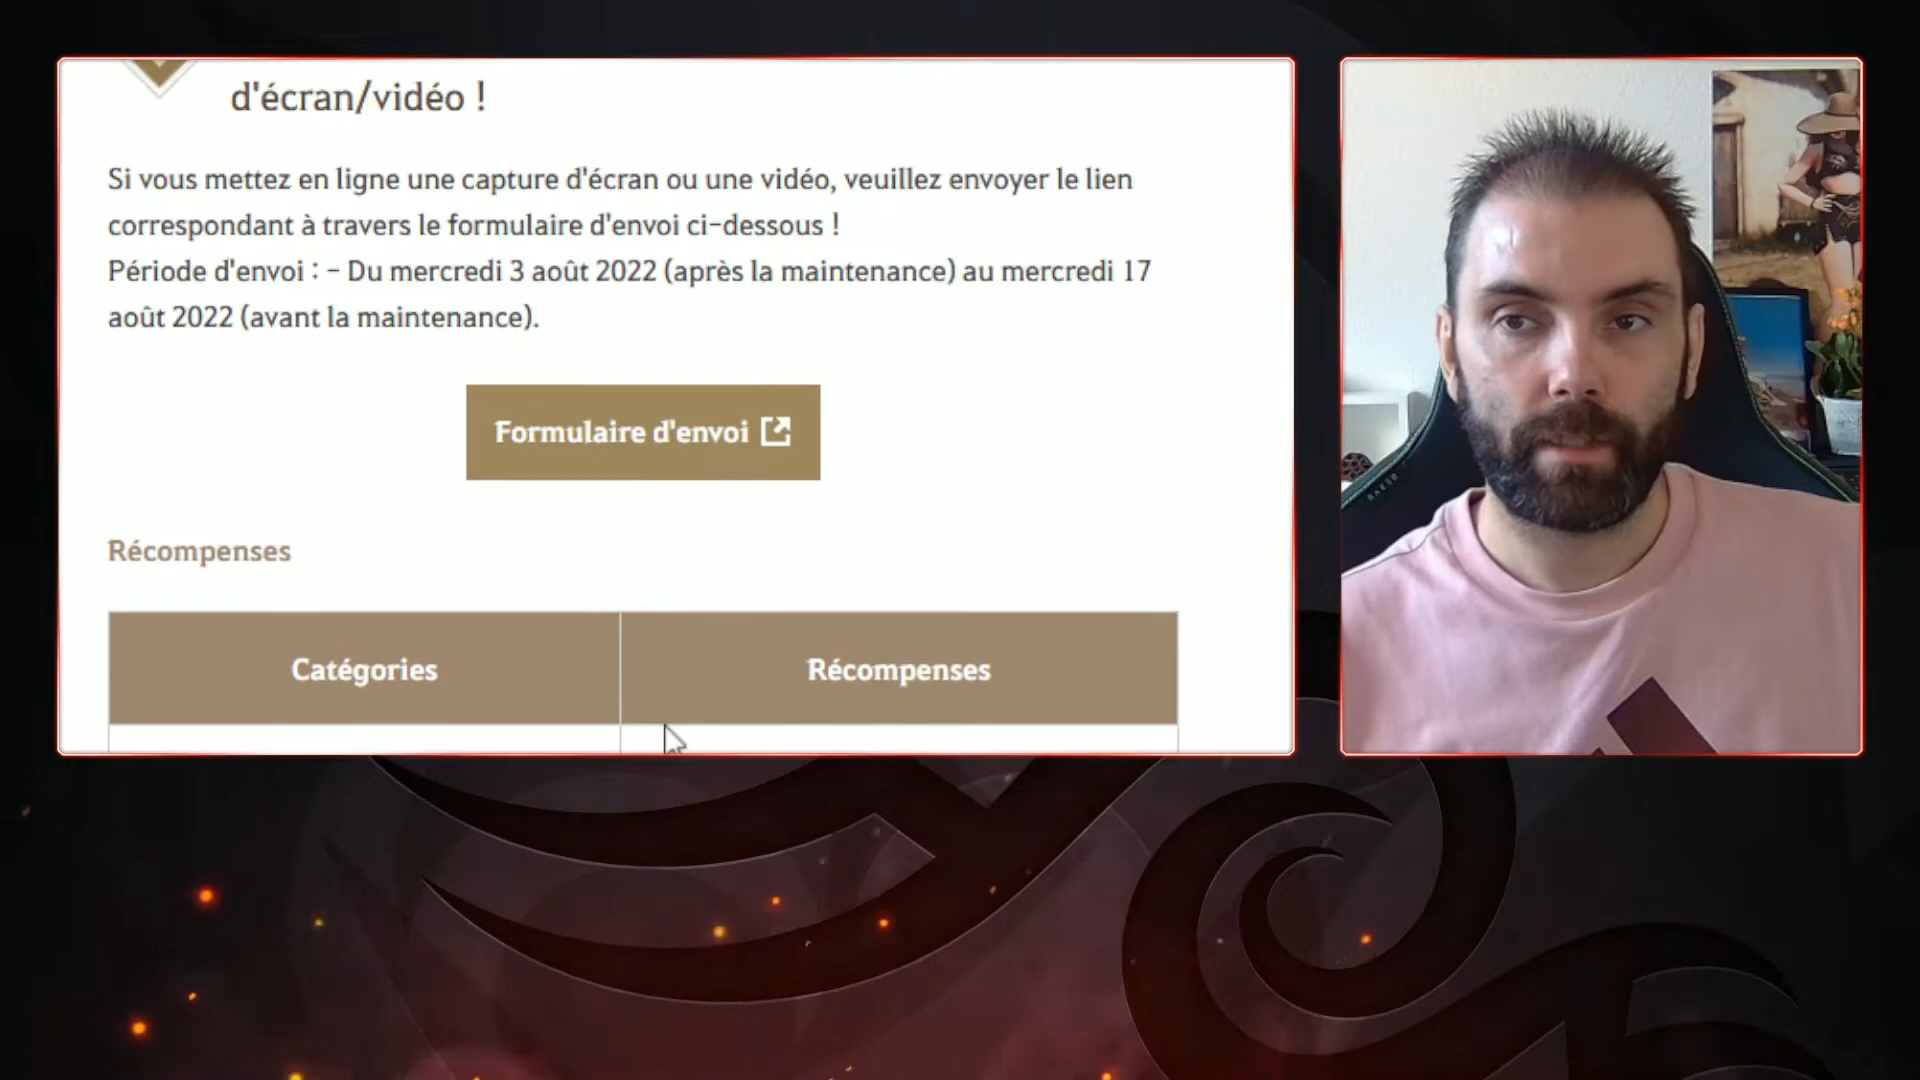 d'écran/vidéo !
Si vous mettez en ligne une capture d'écran ou une vidéo, veuillez envoyer le lien
correspondant à travers le formulaire d'envoi ci-dessous !
Période d'envoi : - Du mercredi 3 août 2022 (après la maintenance) au mercredi 17
août 2022 (avant la maintenance).
Formulaire d'envoi
Récompenses
Catégories
Récompenses